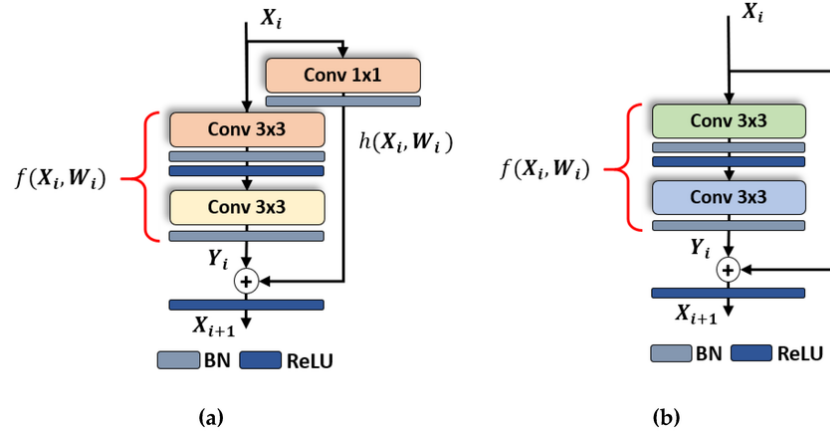 X_i
Conv 1x1
Conv 3x3
h(X_i, W_i)
f(X_i, W_i)
Conv 3x3
Y_i
+
X_{i+1}
BN ReLU
(a)
X_i
Conv 3x3
f(X_i, W_i)
Conv 3x3
Y_i
+
X_{i+1}
BN ReLU
(b)